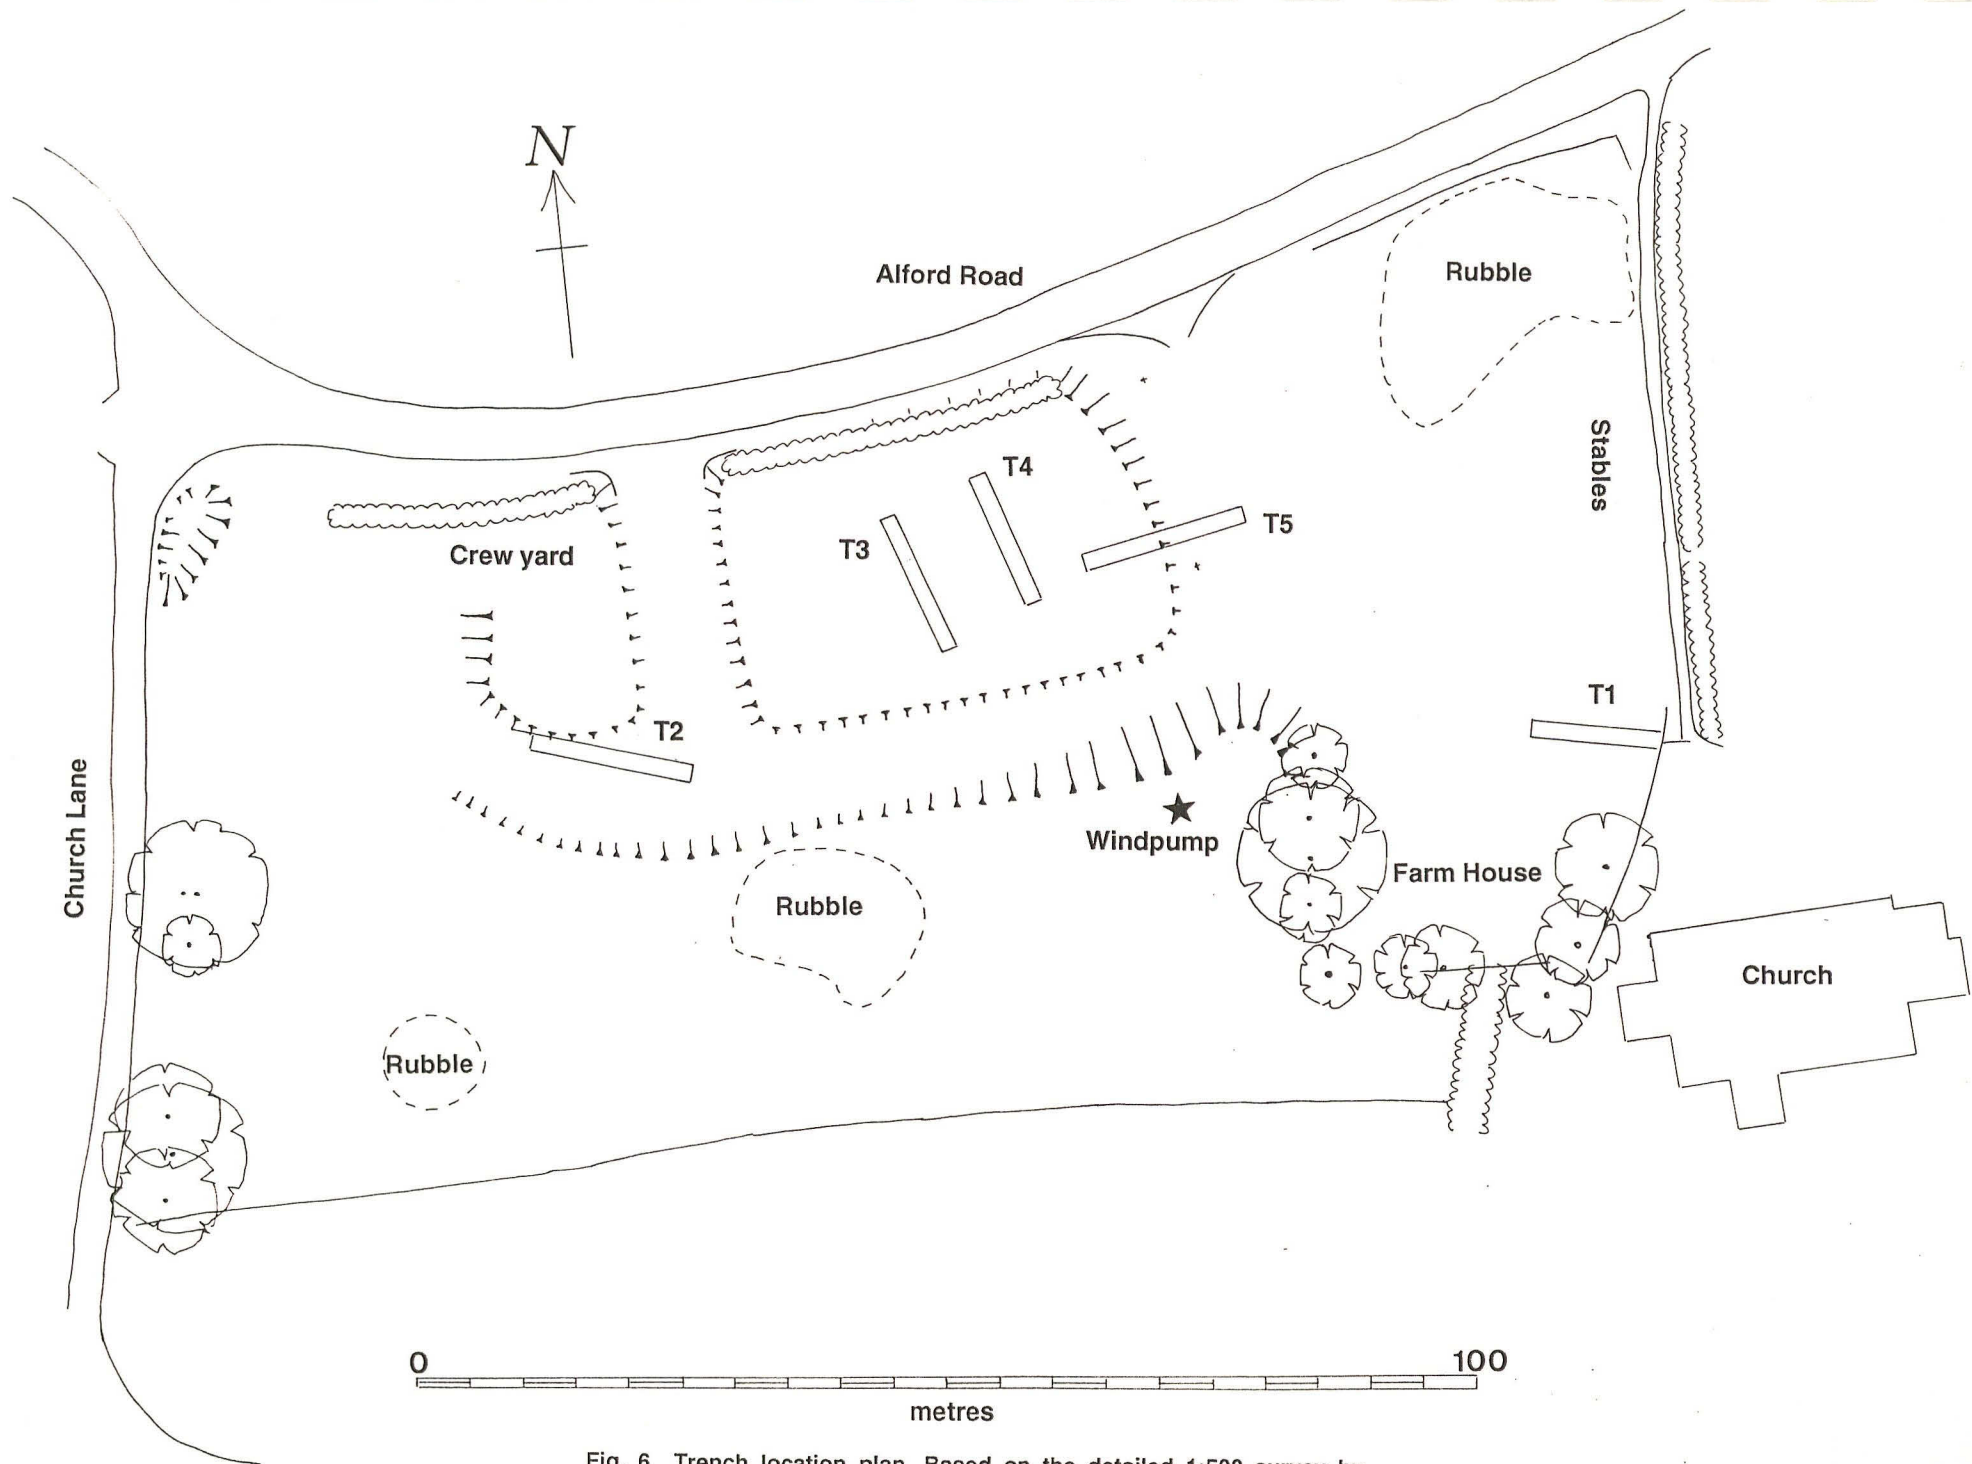 N
Alford Road
Rubble
Stables
T4
T5
T3
Crew yard
T1
T2
Church Lane
Windpump
Farm House
Rubble
Church
Rubble
0
100
metres
Fig. 6 Trench location plan. Based on the detailed 1:500 survey by